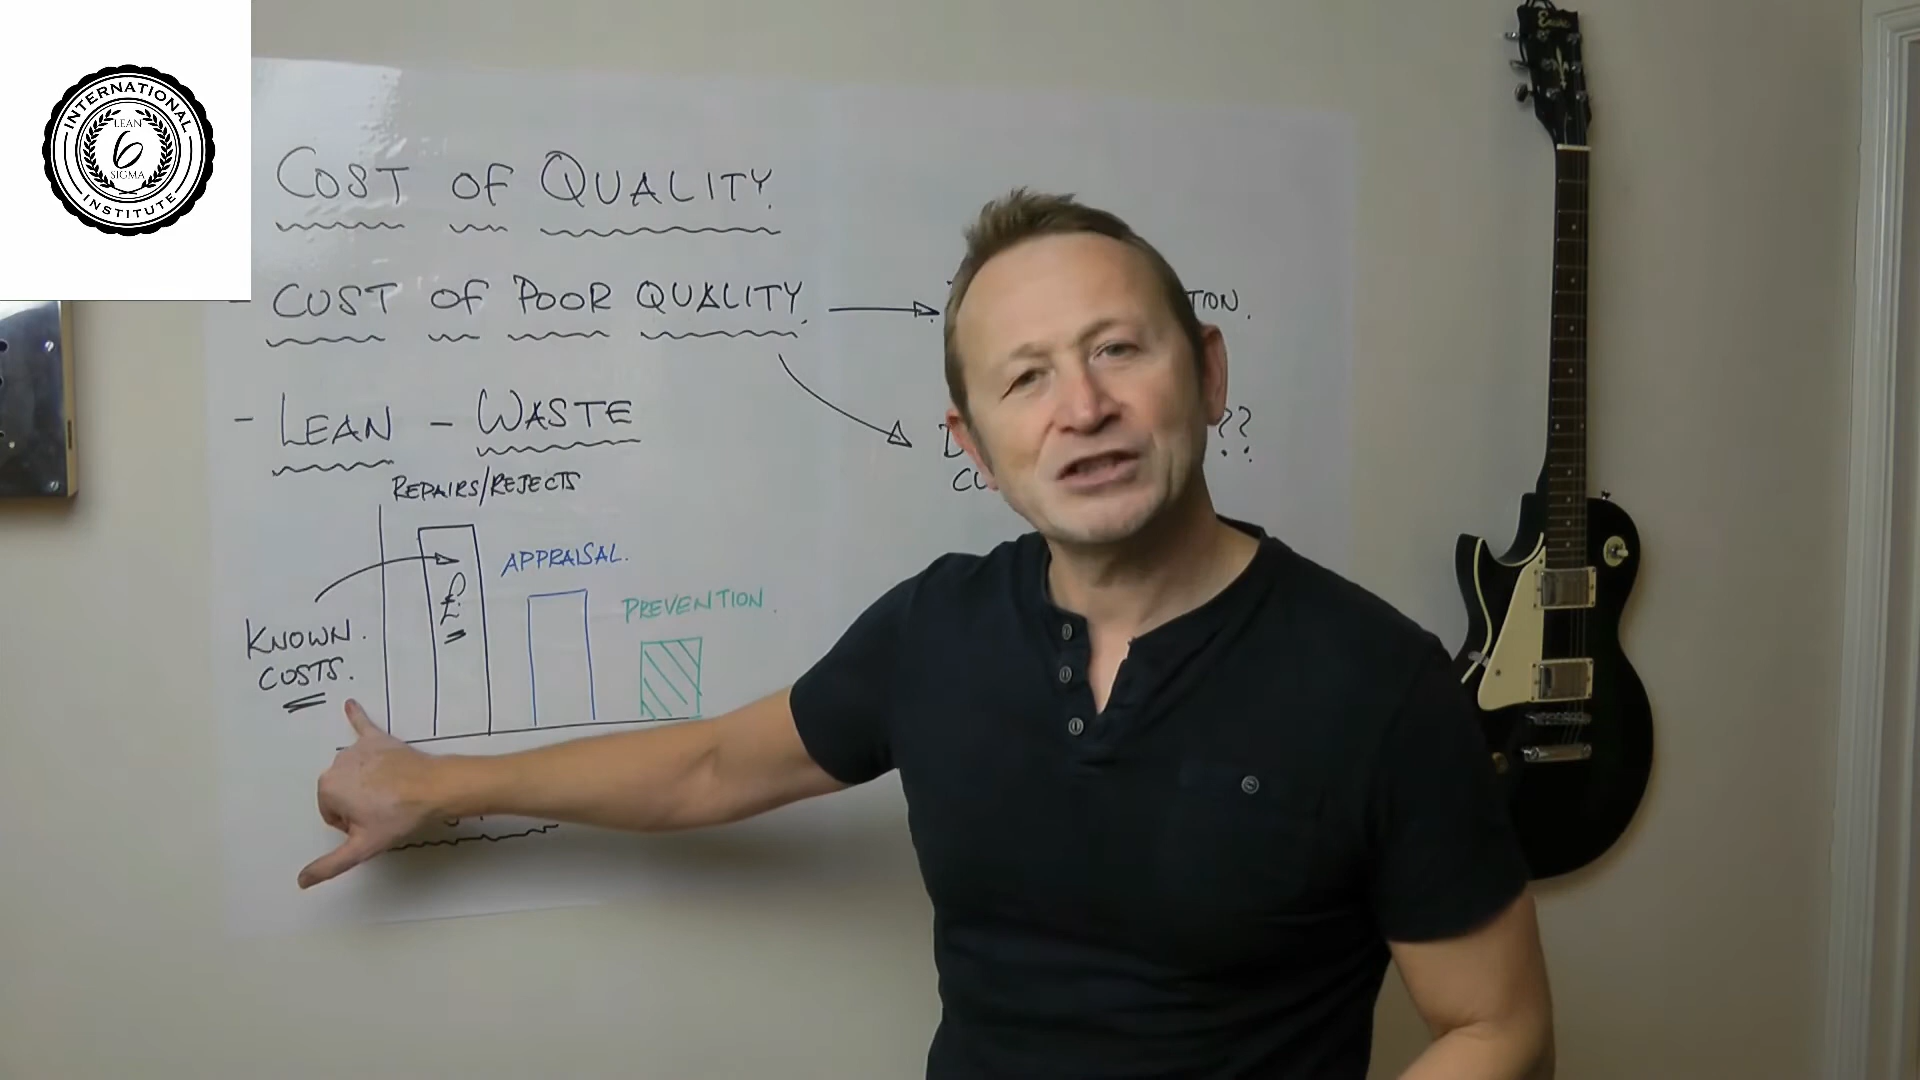 INTERNATIONAL
LEAN
6
SIGMA
INSTITUTE
COST OF QUALITY.
- COST OF POOR QUALITY.
TION.
- LEAN - WASTE
??
REPAIRS/REJECTS
APPRAISAL.
£
PREVENTION.
KNOWN
COSTS.